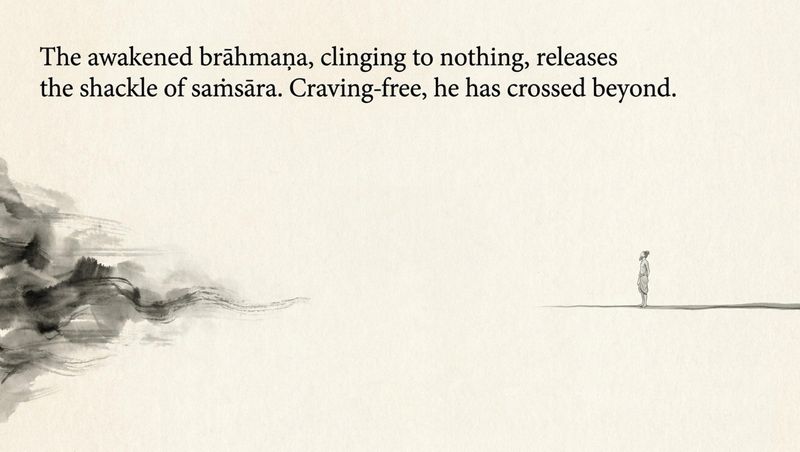 The awakened brāhmaṇa, clinging to nothing, releases
the shackle of saṁsāra. Craving-free, he has crossed beyond.